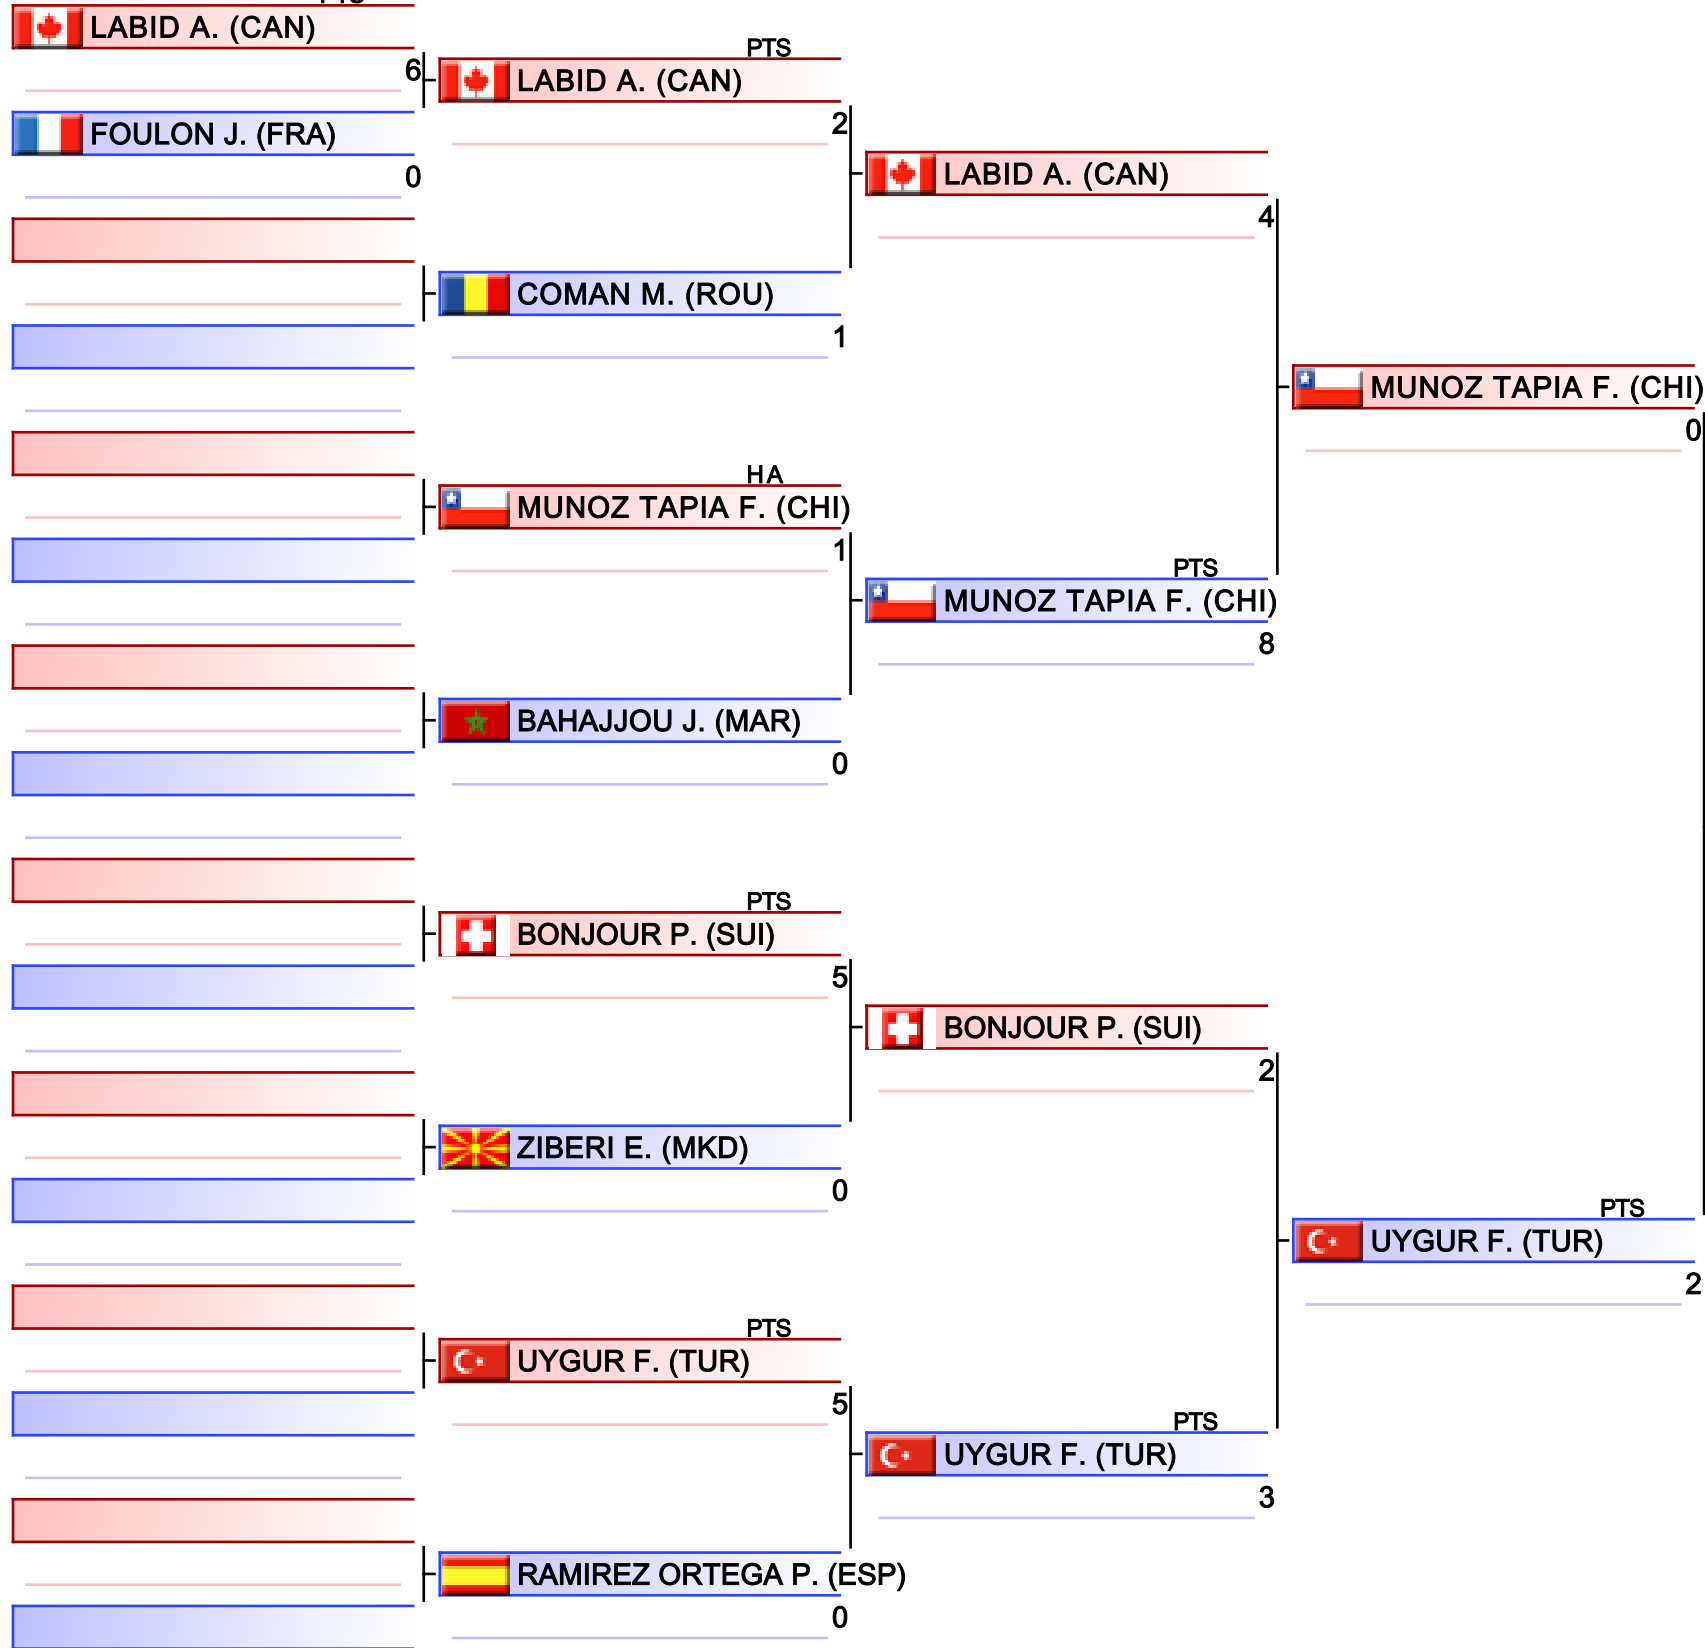 LABID A. (CAN)
6
FOULON J. (FRA)
0
PTS
LABID A. (CAN)
2
COMAN M. (ROU)
1
HA
MUNOZ TAPIA F. (CHI)
1
BAHAJJOU J. (MAR)
0
PTS
BONJOUR P. (SUI)
5
ZIBERI E. (MKD)
0
PTS
UYGUR F. (TUR)
5
RAMIREZ ORTEGA P. (ESP)
0
LABID A. (CAN)
4
PTS
MUNOZ TAPIA F. (CHI)
8
BONJOUR P. (SUI)
2
PTS
UYGUR F. (TUR)
3
MUNOZ TAPIA F. (CHI)
0
PTS
UYGUR F. (TUR)
2